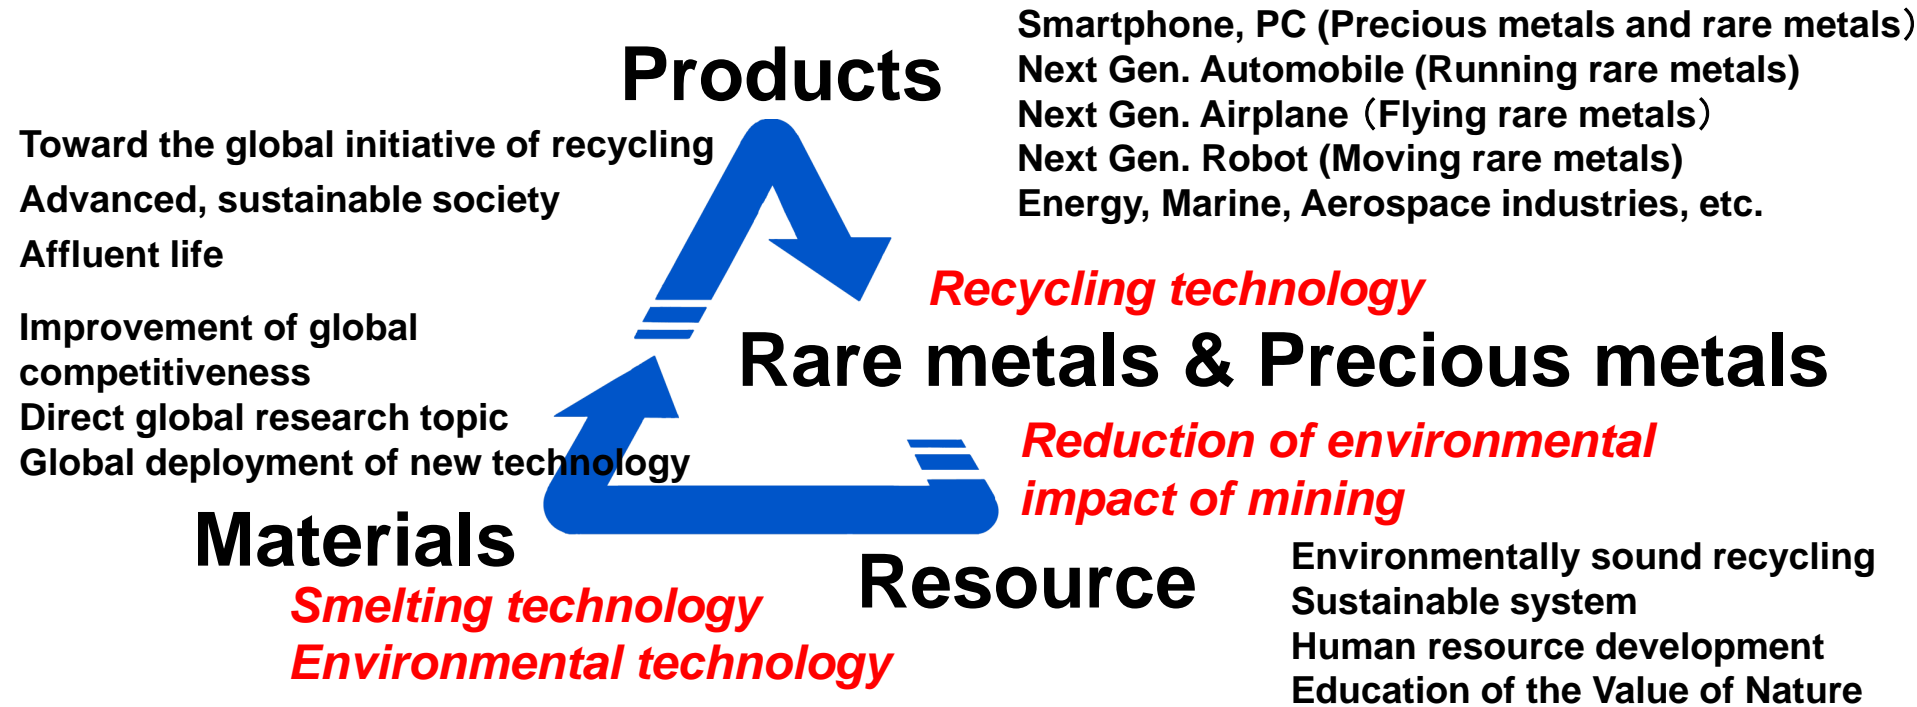 Products
Smartphone, PC (Precious metals and rare metals）
Next Gen. Automobile (Running rare metals)
Next Gen. Airplane（Flying rare metals）
Next Gen. Robot (Moving rare metals)
Energy, Marine, Aerospace industries, etc.
Toward the global initiative of recycling
Advanced, sustainable society
Affluent life
Recycling technology
Rare metals & Precious metals
Improvement of global
competitiveness
Direct global research topic
Global deployment of new technology
Reduction of environmental
impact of mining
Materials
Smelting technology
Environmental technology
Resource
Environmentally sound recycling
Sustainable system
Human resource development
Education of the Value of Nature